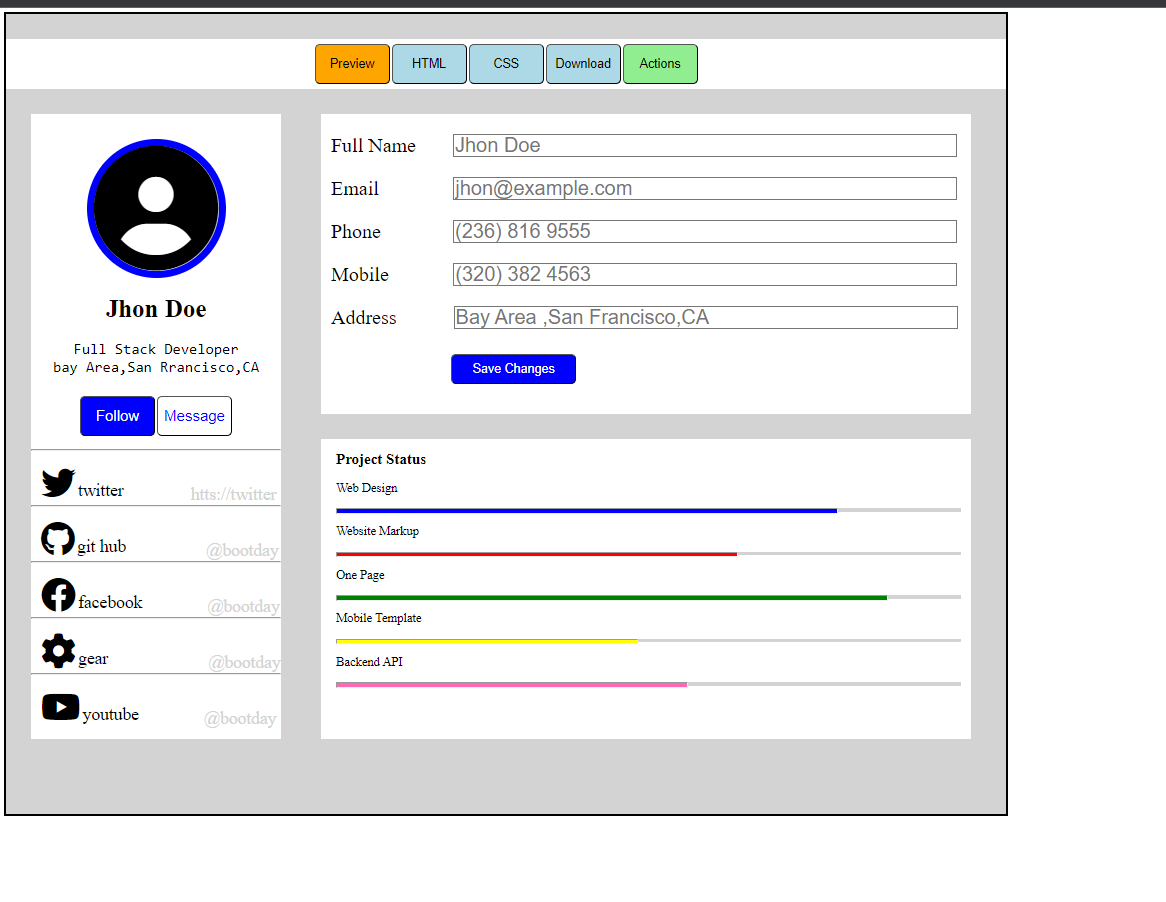 Preview HTML CSS Download Actions
Jhon Doe
Full Stack Developer
bay Area,San Rrancisco,CA
Follow Message
twitter htts://twitter
git hub @bootday
facebook @bootday
gear @bootday
youtube @bootday
Full Name Jhon Doe
Email jhon@example.com
Phone (236) 816 9555
Mobile (320) 382 4563
Address Bay Area ,San Francisco,CA
Save Changes
Project Status
Web Design
Website Markup
One Page
Mobile Template
Backend API